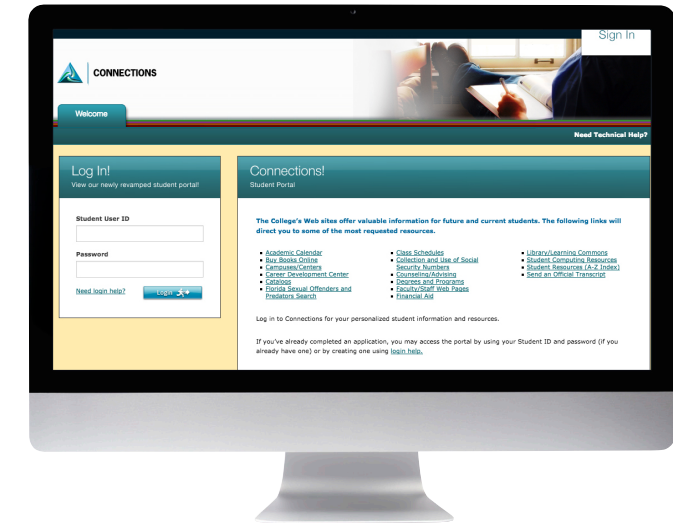 Sign In
CONNECTIONS
Welcome
Need Technical Help?
Log In!
View our newly revamped student portal!
Student User ID
Password
Need login help?
Login
Connections!
Student Portal
The College's Web sites offer valuable information for future and current students. The following links will
direct you to some of the most requested resources.
Academic Calendar
Buy Books Online
Campuses/Centers
Career Development Center
Catalogs
Florida Sexual Offenders and
Predators Search
Class Schedules
Collection and Use of Social
Security Numbers
Counseling/Advising
Degrees and Programs
Faculty/Staff Web Pages
Financial Aid
Library/Learning Commons
Student Computing Resources
Student Resources (A-Z Index)
Send an Official Transcript
Log in to Connections for your personalized student information and resources.
If you've already completed an application, you may access the portal by using your Student ID and password (if you
already have one) or by creating one using login help.